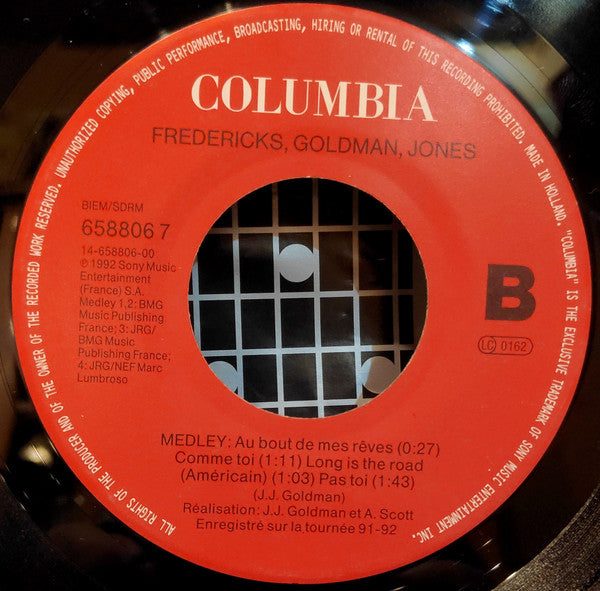 ALL RIGHTS OF THE PRODUCER AND OF THE OWNER OF THE RECORDED WORK RESERVED. UNAUTHORIZED COPYING, PUBLIC PERFORMANCE, BROADCASTING, HIRING OR RENTAL OF THIS RECORDING PROHIBITED. MADE IN HOLLAND. "COLUMBIA" IS THE EXCLUSIVE TRADEMARK OF SONY MUSIC ENTERTAINMENT INC.
COLUMBIA
FREDERICKS, GOLDMAN, JONES
BIEM/SDRM
658806 7
14-658806-00
℗ 1992 Sony Music
Entertainment
(France) S.A.
Medley 1,2: BMG
Music Publishing
France; 3: JRG/
BMG Music
Publishing France;
4: JRG/NEF Marc
Lumbroso
B
LC 0162
MEDLEY: Au bout de mes rêves (0:27)
Comme toi (1:11) Long is the road
(Américain) (1:03) Pas toi (1:43)
(J.J. Goldman)
Réalisation: J.J. Goldman et A. Scott
Enregistré sur la tournée 91-92